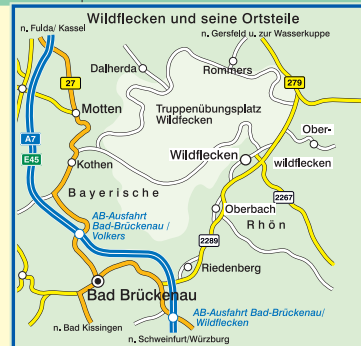 Wildflecken und seine Ortsteile
n. Fulda/ Kassel
n. Gersfeld u. zur Wasserkuppe
Dalherda
Rommers
279
Motten
Truppenübungsplatz
Wildfecken
A7
E45
Ober-
wildflecken
Wildflecken
Kothen
Bayerische
2267
Oberbach
Rhön
AB-Ausfahrt
Bad-Brückenau /
Volkers
2289
Riedenberg
Bad Brückenau
AB-Ausfahrt Bad-Brückenau/
Wildflecken
n. Bad Kissingen
n. Schweinfurt/Würzburg